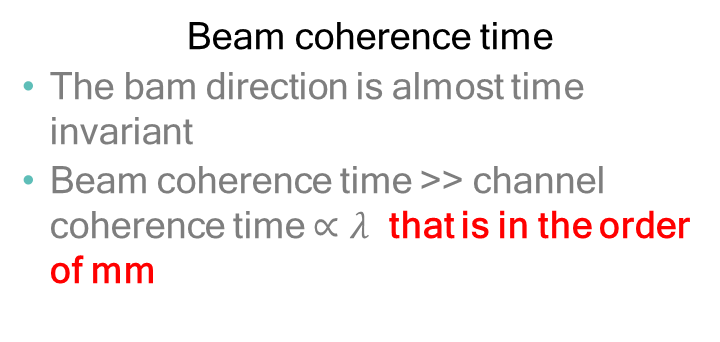 Beam coherence time
• The bam direction is almost time
invariant
• Beam coherence time >> channel
coherence time ∝ λ that is in the order
of mm